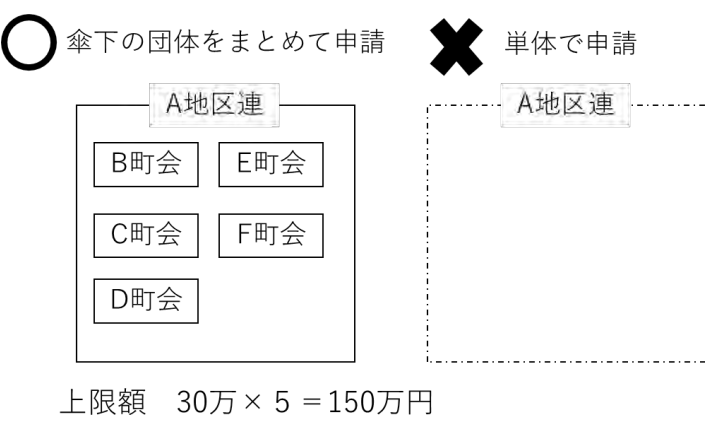 傘下の団体をまとめて申請
単体で申請
A地区連
A地区連
B町会
E町会
C町会
F町会
D町会
上限額　30万×５＝150万円